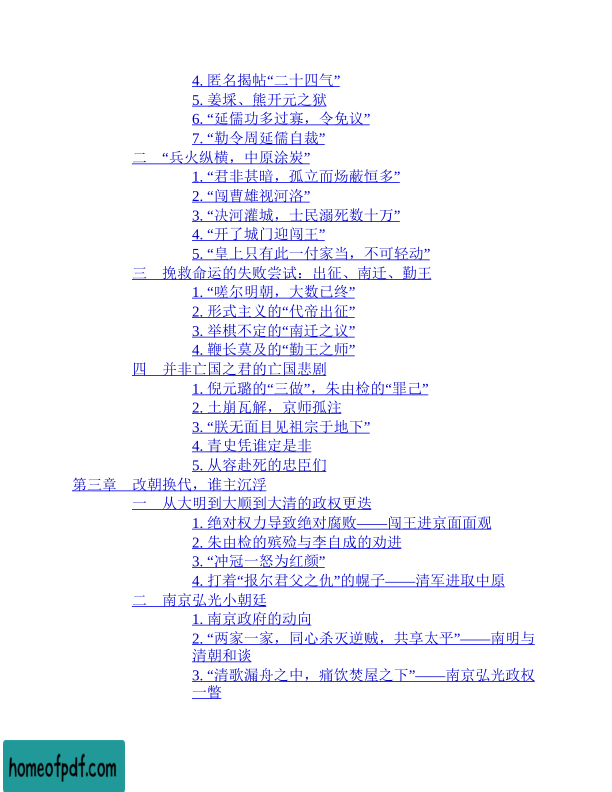 4. 匿名揭帖“二十四气”
5. 姜埰、熊开元之狱
6. “延儒功多过寡，令免议”
7. “勒令周延儒自裁”
二　“兵火纵横，中原涂炭”
1. “君非甚暗，孤立而炀蔽恒多”
2. “闯曹雄视河洛”
3. “决河灌城，士民溺死数十万”
4. “开了城门迎闯王”
5. “皇上只有此一付家当，不可轻动”
三　挽救命运的失败尝试：出征、南迁、勤王
1. “嗟尔明朝，大数已终”
2. 形式主义的“代帝出征”
3. 举棋不定的“南迁之议”
4. 鞭长莫及的“勤王之师”
四　并非亡国之君的亡国悲剧
1. 倪元璐的“三做”，朱由检的“罪己”
2. 土崩瓦解，京师孤注
3. “朕无面目见祖宗于地下”
4. 青史凭谁定是非
5. 从容赴死的忠臣们
第三章　改朝换代，谁主沉浮
一　从大明到大顺到大清的政权更迭
1. 绝对权力导致绝对腐败——闯王进京面面观
2. 朱由检的殡殓与李自成的劝进
3. “冲冠一怒为红颜”
4. 打着“报尔君父之仇”的幌子——清军进取中原
二　南京弘光小朝廷
1. 南京政府的动向
2. “两家一家，同心杀灭逆贼，共享太平”——南明与
清朝和谈
3. “清歌漏舟之中，痛饮焚屋之下”——南京弘光政权
一瞥
homeofpdf.com